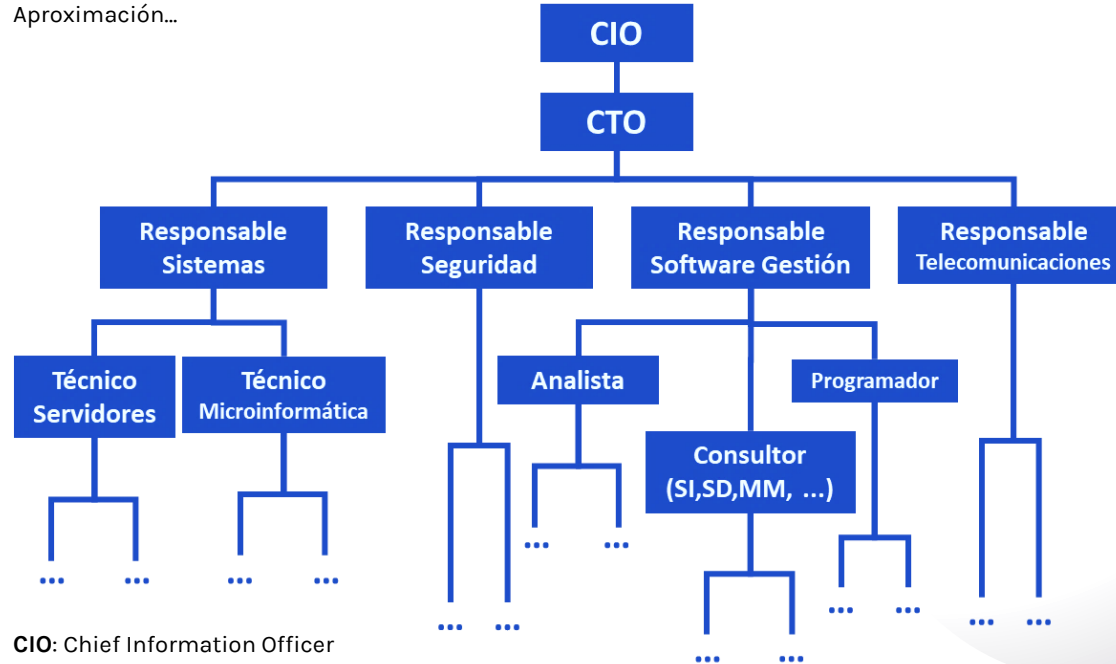 Aproximación...
CIO
CTO
Responsable
Sistemas
Responsable
Seguridad
Responsable
Software Gestión
Responsable
Telecomunicaciones
Técnico
Servidores
Técnico
Microinformática
Analista
Programador
Consultor
(SI,SD,MM, ...)
...
...
...
...
...
...
...
...
...
...
...
...
...
...
CIO: Chief Information Officer